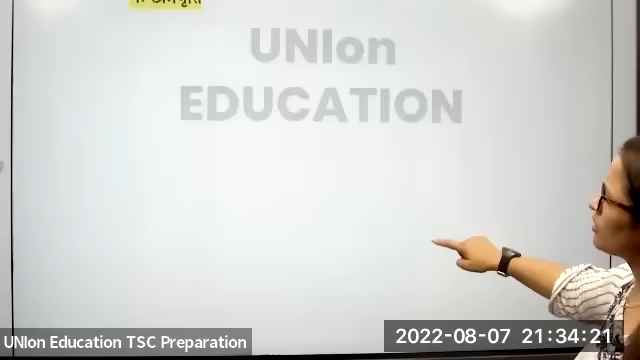 UNIon
EDUCATION
UNIon Education TSC Preparation
2022-08-07 21:34:21